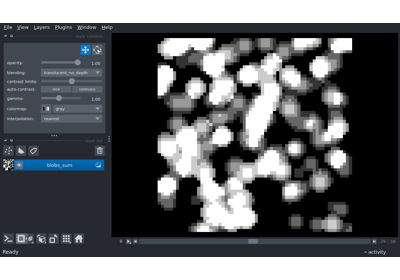 File View Layers Plugins Window Help
opacity: 1.00
blending: translucent_no_depth
contrast limits:
auto-contrast: once continuous
gamma: 1.00
colormap: gray
interpolation: nearest
blobs_sum
Ready
activity